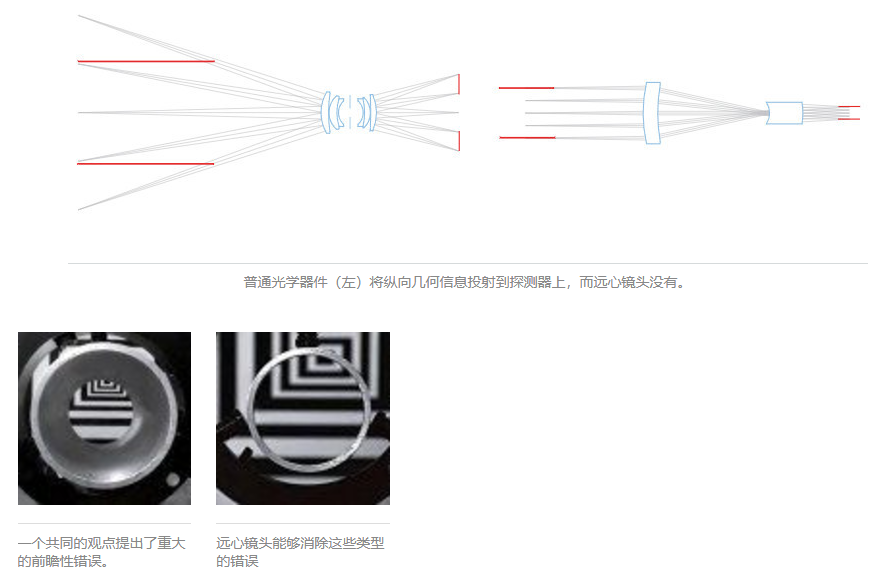 普通光学器件（左）将纵向几何信息投射到探测器上，而远心镜头没有。
一个共同的观点提出了重大
的前瞻性错误。
远心镜头能够消除这些类型
的错误